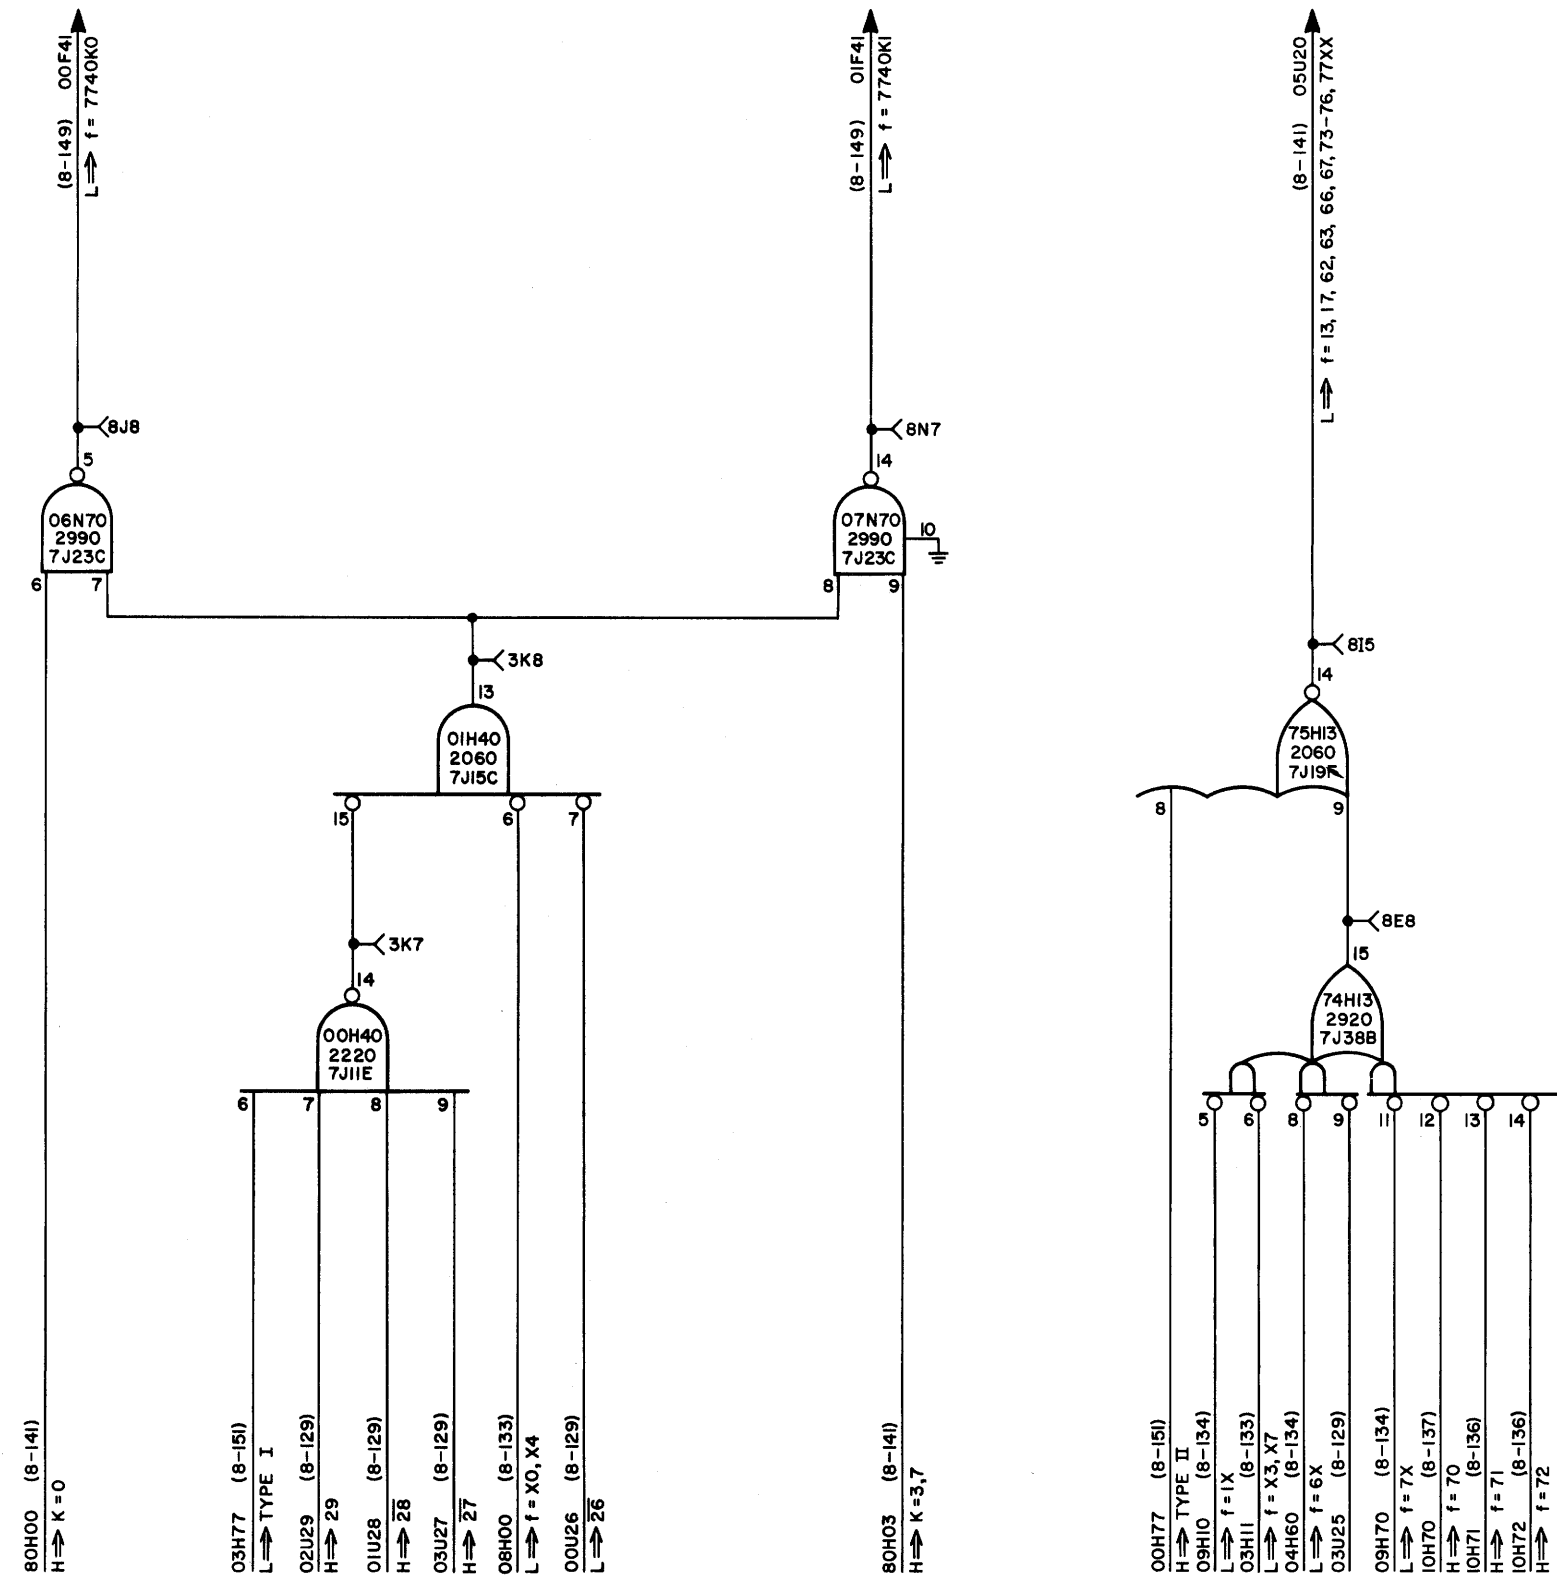 (8-149) 00F41
L⟹ f = 7740K0
(8-149) 01F41
L⟹ f = 7740K1
(8-141) 05U20
L⟹ f = 13, 17, 62, 63, 66, 67, 73-76, 77XX
8J8
5
06N70
2990
7J23C
6
7
8N7
14
07N70
2990
7J23C
10
8
9
3K8
13
01H40
2060
7J15C
15
6
7
3K7
14
00H40
2220
7J11E
6
7
8
9
8I5
14
75H13
2060
7J19F
8
9
8E8
15
74H13
2920
7J38B
5
6
8
9
11
12
13
14
80H00 (8-141)
H⟹ K = 0
03H77 (8-151)
L⟹ TYPE I
02U29 (8-129)
H⟹ 29
01U28 (8-129)
H⟹ 2̅8̅
03U27 (8-129)
H⟹ 2̅7̅
08H00 (8-133)
L⟹ f = X0, X4
00U26 (8-129)
L⟹ 2̅6̅
80H03 (8-141)
H⟹ K = 3,7
00H77 (8-151)
H⟹ TYPE II
09H10 (8-134)
L⟹ f = 1X
03H11 (8-133)
L⟹ f = X3, X7
04H60 (8-134)
L⟹ f = 6X
03U25 (8-129)
09H70 (8-134)
L⟹ f = 7X
10H70 (8-137)
H⟹ f = 70
10H71 (8-136)
H⟹ f = 71
10H72 (8-136)
H⟹ f = 72